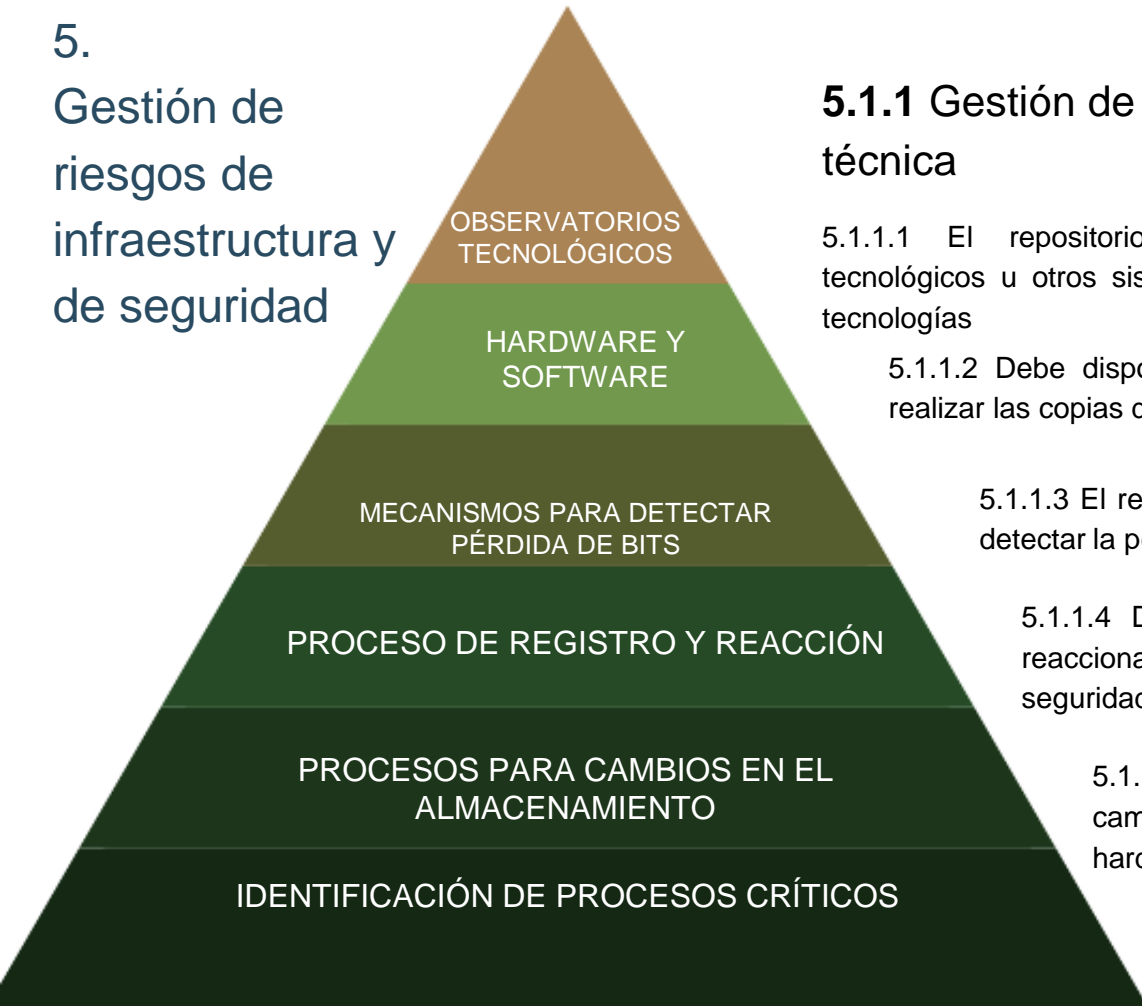 5.
Gestión de
riesgos de
infraestructura y
de seguridad
OBSERVATORIOS
TECNOLÓGICOS
HARDWARE Y
SOFTWARE
MECANISMOS PARA DETECTAR
PÉRDIDA DE BITS
PROCESO DE REGISTRO Y REACCIÓN
PROCESOS PARA CAMBIOS EN EL
ALMACENAMIENTO
IDENTIFICACIÓN DE PROCESOS CRÍTICOS
5.1.1 Gestión de
técnica
5.1.1.1 El repositorio
tecnológicos u otros sis
tecnologías
5.1.1.2 Debe dispo
realizar las copias
5.1.1.3 El re
detectar la p
5.1.1.4
reacciona
seguridad
5.1.
cam
hard